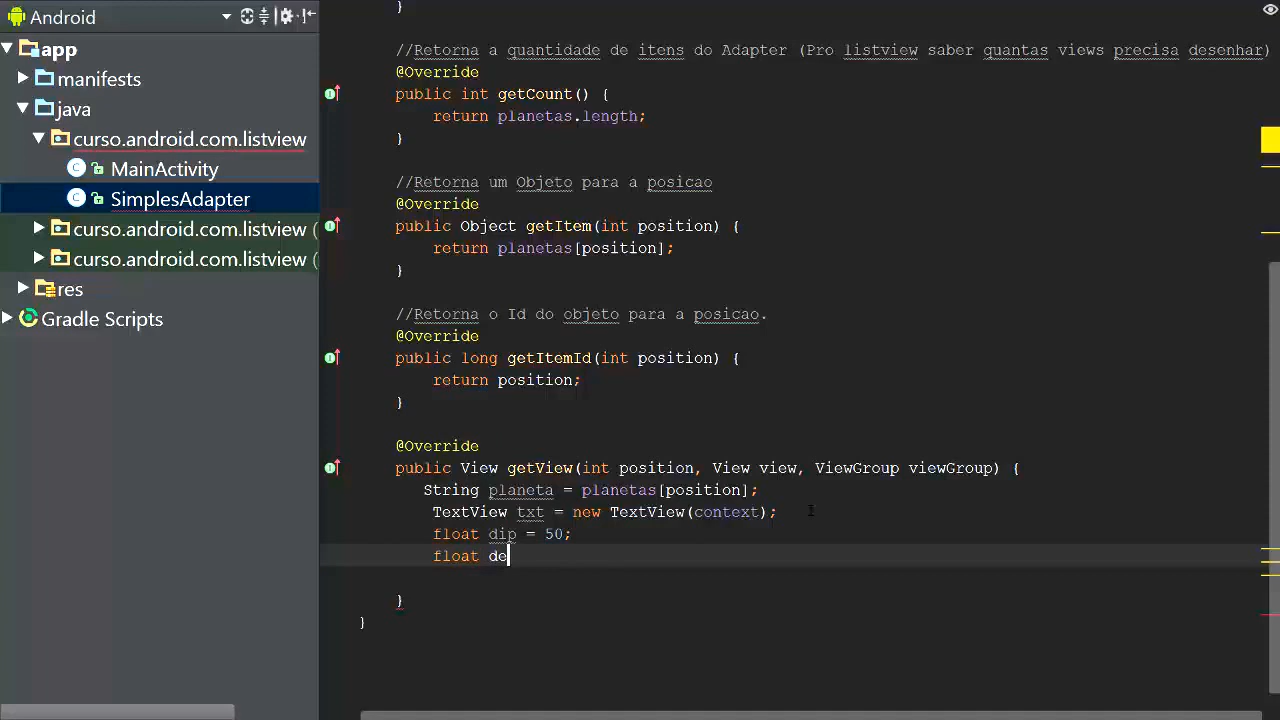 Android
app
manifests
java
curso.android.com.listview
MainActivity
SimplesAdapter
curso.android.com.listview (
curso.android.com.listview (
res
Gradle Scripts
}
//Retorna a quantidade de itens do Adapter (Pro listview saber quantas views precisa desenhar)
@Override
public int getCount() {
return planetas.length;
}
//Retorna um Objeto para a posicao
@Override
public Object getItem(int position) {
return planetas[position];
}
//Retorna o Id do objeto para a posicao.
@Override
public long getItemId(int position) {
return position;
}
@Override
public View getView(int position, View view, ViewGroup viewGroup) {
String planeta = planetas[position];
TextView txt = new TextView(context);
float dip = 50;
float de
}
}